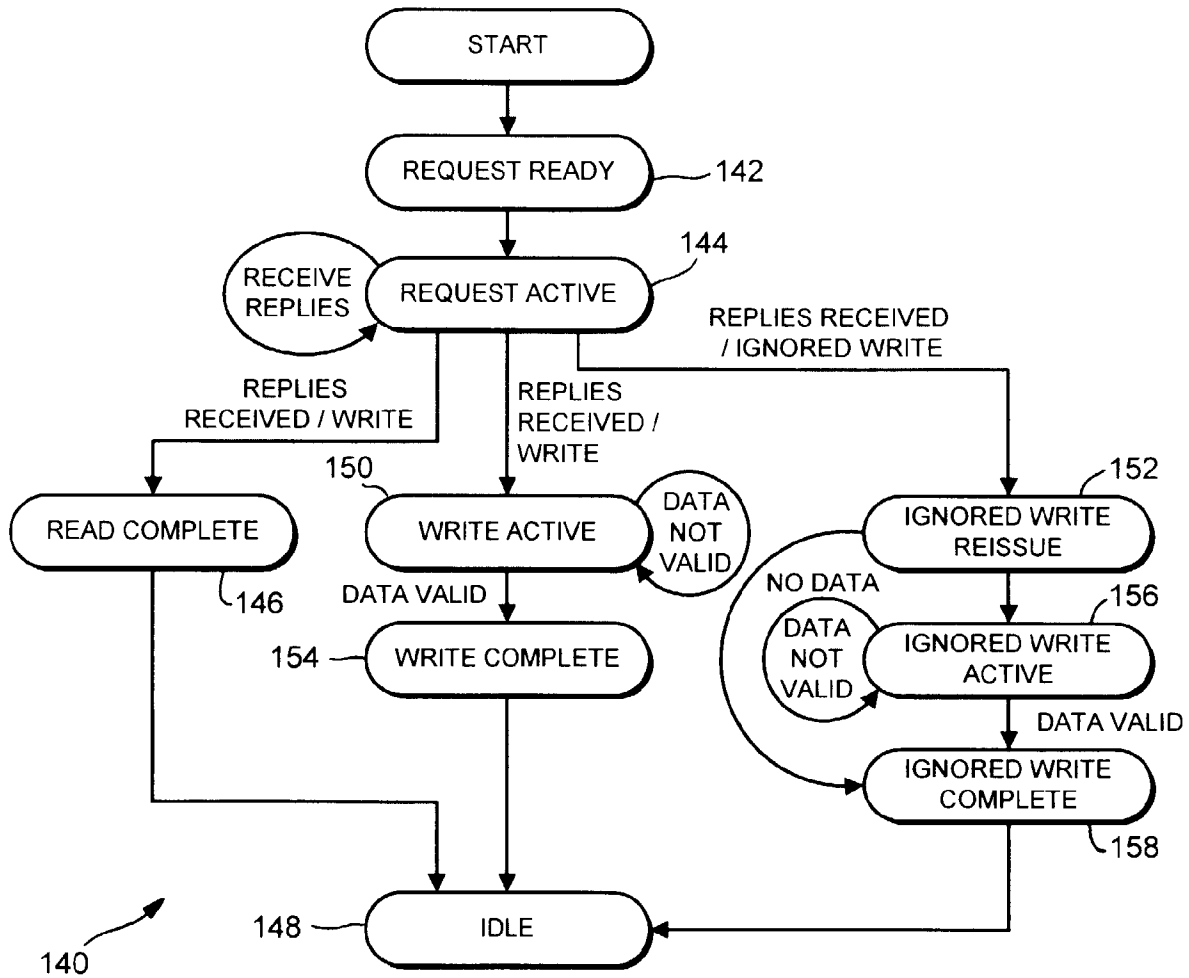 START
REQUEST READY
142
144
RECEIVE
REPLIES
REQUEST ACTIVE
REPLIES RECEIVED
/ IGNORED WRITE
REPLIES
RECEIVED / WRITE
REPLIES
RECEIVED /
WRITE
150
152
READ COMPLETE
WRITE ACTIVE
DATA
NOT
VALID
IGNORED WRITE
REISSUE
146
DATA VALID
NO DATA
156
154
WRITE COMPLETE
DATA
NOT
VALID
IGNORED WRITE
ACTIVE
DATA VALID
IGNORED WRITE
COMPLETE
158
148
IDLE
140